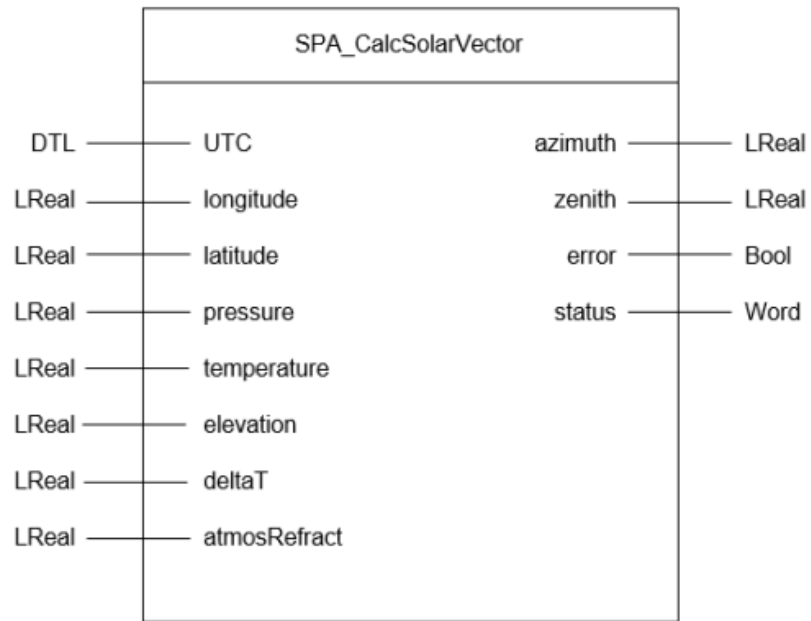 SPA_CalcSolarVector
DTL UTC azimuth LReal
LReal longitude zenith LReal
LReal latitude error Bool
LReal pressure status Word
LReal temperature
LReal elevation
LReal deltaT
LReal atmosRefract